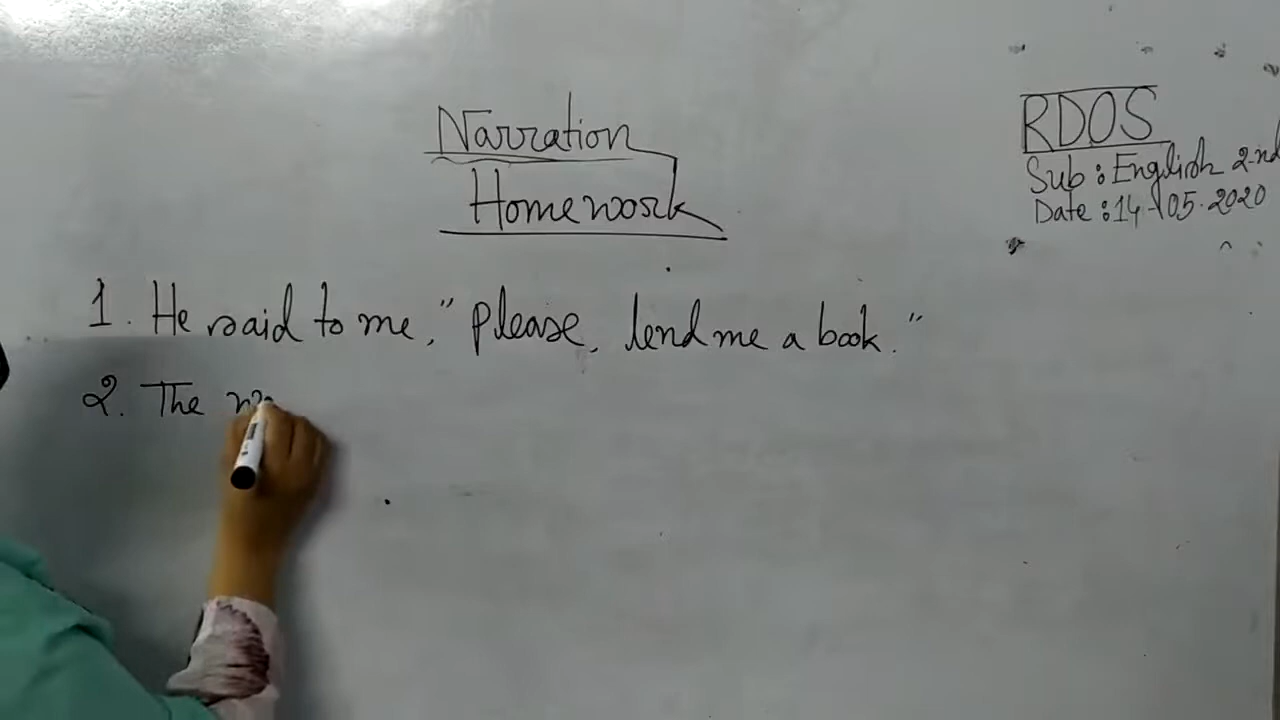 Narration
Homework
RDOS
Sub : English 2nd
Date : 14-05-2020
1. He said to me, "please, lend me a book."
2. The